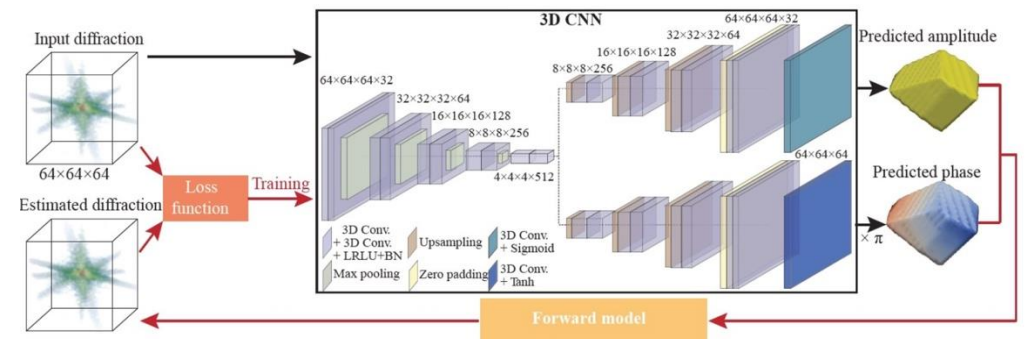 3D CNN
Input diffraction
64×64×64
Estimated diffraction
Loss
function
Training
64×64×64×32
32×32×32×64
16×16×16×128
8×8×8×256
4×4×4×512
8×8×8×256
16×16×16×128
32×32×32×64
64×64×64×32
64×64×64
3D Conv.
+ 3D Conv.
+ LRLU+BN
Upsampling
3D Conv.
+ Sigmoid
Max pooling
Zero padding
3D Conv.
+ Tanh
Predicted amplitude
Predicted phase
× π
Forward model